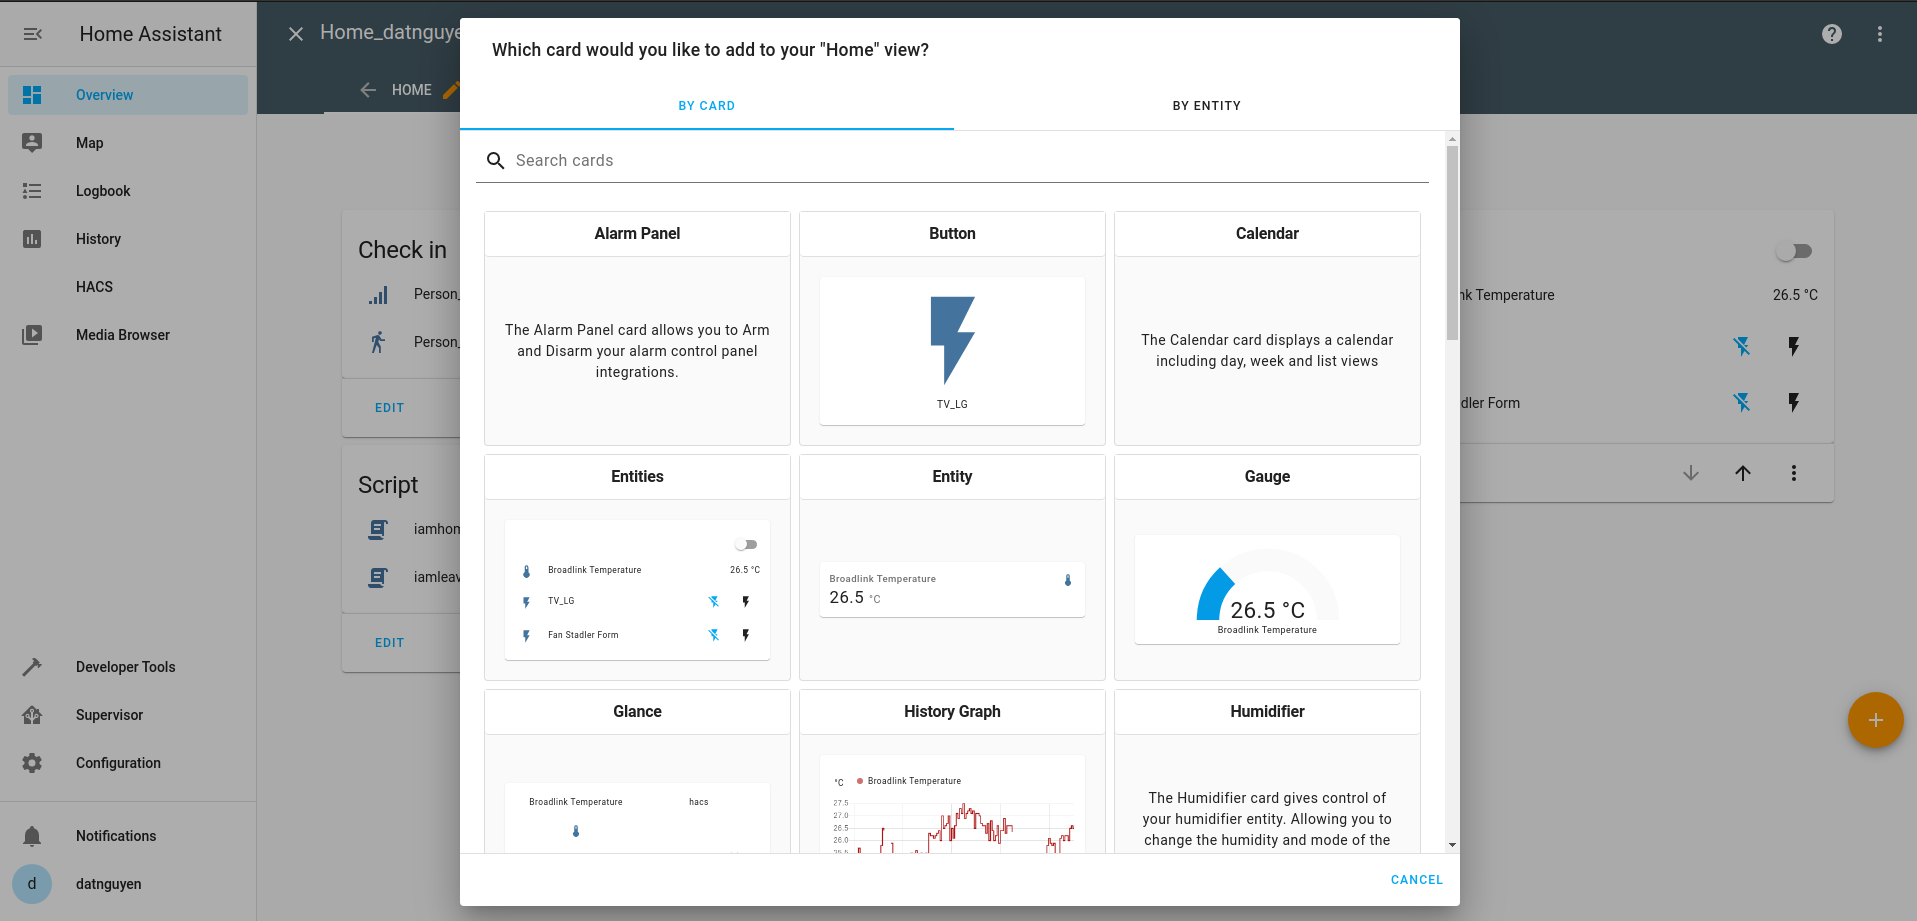 Home Assistant
Overview
Map
Logbook
History
HACS
Media Browser
Developer Tools
Supervisor
Configuration
Notifications
d
datnguyen
Home_datnguye
HOME
Check in
Person_
Person_
EDIT
Script
iamhom
iamleav
EDIT
Which card would you like to add to your "Home" view?
BY CARD
BY ENTITY
Search cards
Alarm Panel
The Alarm Panel card allows you to Arm
and Disarm your alarm control panel
integrations.
Button
TV_LG
Calendar
The Calendar card displays a calendar
including day, week and list views
Entities
Broadlink Temperature 26.5 °C
TV_LG
Fan Stadler Form
Entity
Broadlink Temperature
26.5 °C
Gauge
26.5 °C
Broadlink Temperature
Glance
Broadlink Temperature hacs
History Graph
°C Broadlink Temperature
27.5
27.0
26.5
26.0
Humidifier
The Humidifier card gives control of
your humidifier entity. Allowing you to
change the humidity and mode of the
CANCEL
nk Temperature 26.5 °C
dler Form